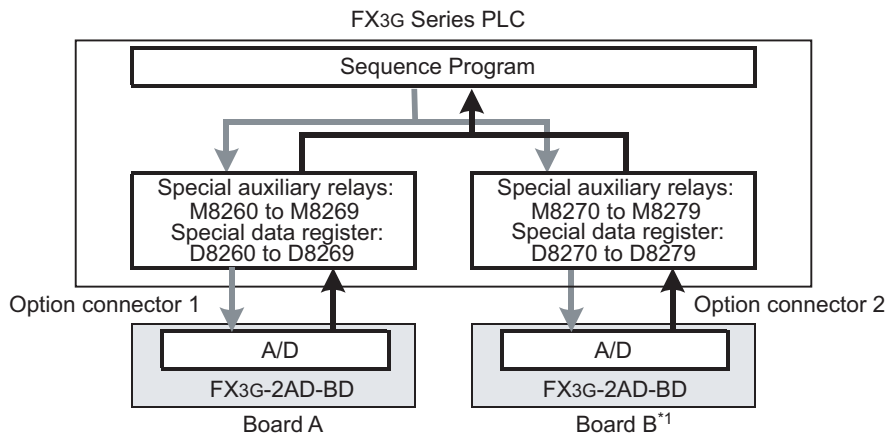 FX3G Series PLC
Sequence Program
Special auxiliary relays:
M8260 to M8269
Special data register:
D8260 to D8269
Special auxiliary relays:
M8270 to M8279
Special data register:
D8270 to D8279
Option connector 1
Option connector 2
A/D
FX3G-2AD-BD
Board A
A/D
FX3G-2AD-BD
Board B*1